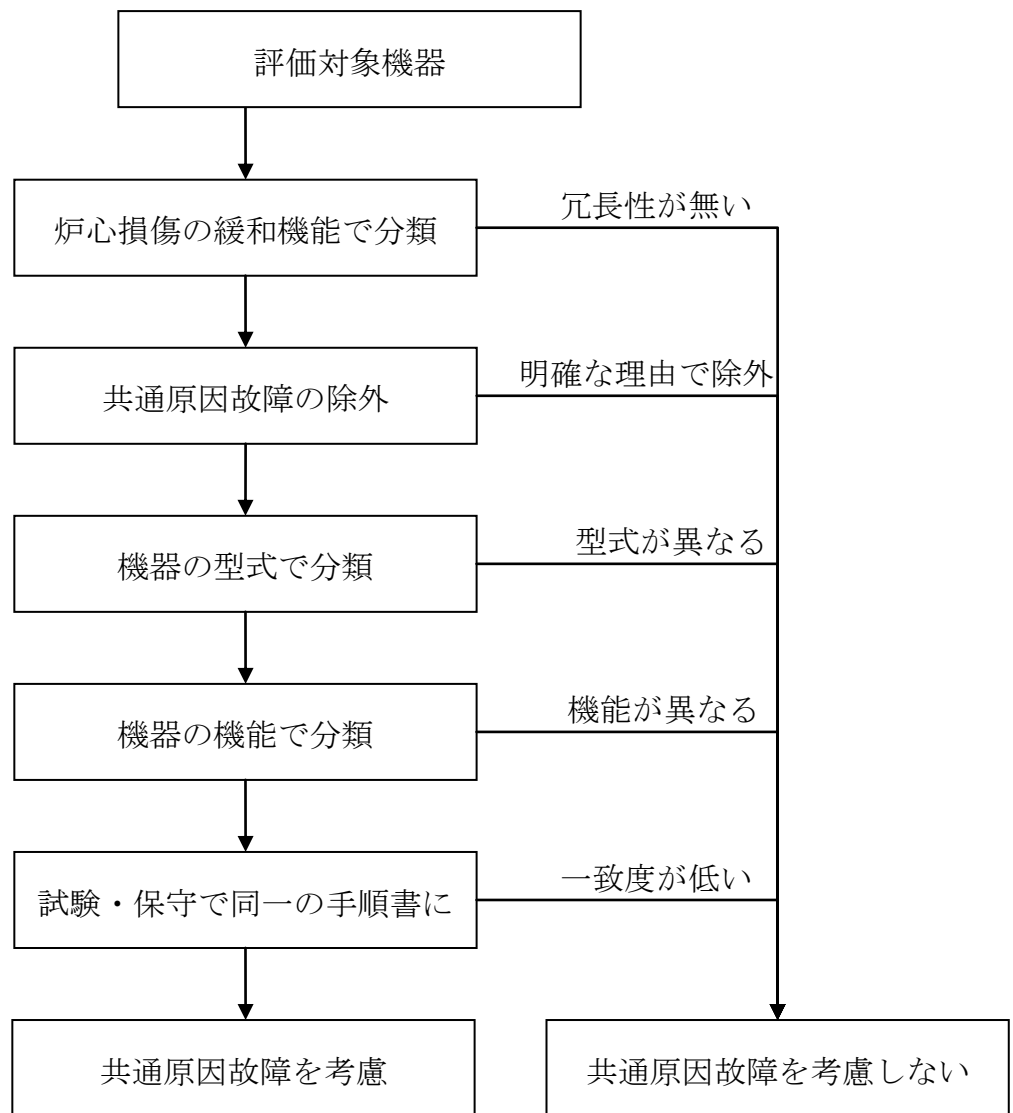 評価対象機器
炉心損傷の緩和機能で分類
冗長性が無い
共通原因故障の除外
明確な理由で除外
機器の型式で分類
型式が異なる
機器の機能で分類
機能が異なる
試験・保守で同一の手順書に
一致度が低い
共通原因故障を考慮
共通原因故障を考慮しない